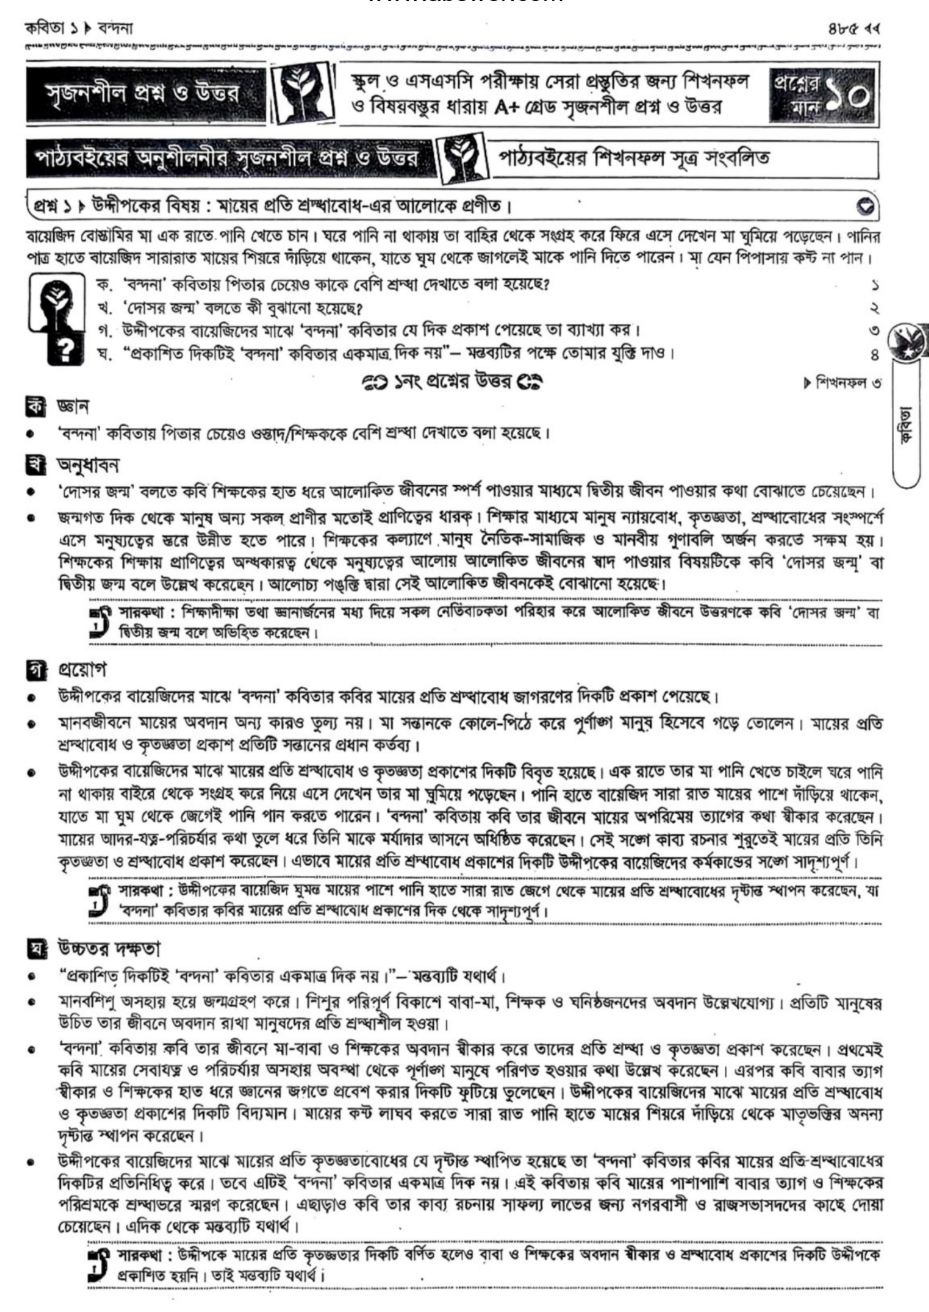 কবিতা ১ ▶ বন্দনা
৪৮৫
সৃজনশীল প্রশ্ন ও উত্তর
স্কুল ও এসএসসি পরীক্ষায় সেরা প্রস্তুতির জন্য শিখনফল
ও বিষয়বস্তুর ধারায় A+ গ্রেড সৃজনশীল প্রশ্ন ও উত্তর
প্রশ্নের
মান ১০
পাঠ্যবইয়ের অনুশীলনীর সৃজনশীল প্রশ্ন ও উত্তর
পাঠ্যবইয়ের শিখনফল সূত্র সংবলিত
প্রশ্ন ১ ▶ উদ্দীপকের বিষয় : মায়ের প্রতি শ্রদ্ধাবোধ-এর আলোকে প্রণীত।
বায়েজিদ বোস্তামির মা এক রাতে পানি খেতে চান। ঘরে পানি না থাকায় তা বাহির থেকে সংগ্রহ করে ফিরে এসে দেখেন মা ঘুমিয়ে পড়েছেন। পানির
পাত্র হাতে বায়েজিদ সারারাত মায়ের শিয়রে দাঁড়িয়ে থাকেন, যাতে ঘুম থেকে জাগলেই মাকে পানি দিতে পারেন। মা যেন পিপাসার কষ্ট না পান।
ক. ‘বন্দনা’ কবিতায় পিতার চেয়েও কাকে বেশি শ্রদ্ধা দেখাতে বলা হয়েছে? ১
খ. ‘দোসর জন্ম’ বলতে কী বুঝানো হয়েছে? ২
গ. উদ্দীপকের বায়েজিদের মাঝে ‘বন্দনা’ কবিতার যে দিক প্রকাশ পেয়েছে তা ব্যাখ্যা কর। ৩
ঘ. “প্রকাশিত দিকটিই ‘বন্দনা’ কবিতার একমাত্র দিক নয়”– মন্তব্যটির পক্ষে তোমার যুক্তি দাও। ৪
১নং প্রশ্নের উত্তর
▶ শিখনফল ৩
কবিতা
ক জ্ঞান
● ‘বন্দনা’ কবিতায় পিতার চেয়েও ওস্তাদ/শিক্ষককে বেশি শ্রদ্ধা দেখাতে বলা হয়েছে।
খ অনুধাবন
● ‘দোসর জন্ম’ বলতে কবি শিক্ষকের হাত ধরে আলোকিত জীবনের স্পর্শ পাওয়ার মাধ্যমে দ্বিতীয় জীবন পাওয়ার কথা বোঝাতে চেয়েছেন।
● জন্মগত দিক থেকে মানুষ অন্য সকল প্রাণীর মতোই প্রাণিত্বের ধারক। শিক্ষার মাধ্যমে মানুষ ন্যায়বোধ, কৃতজ্ঞতা, শ্রদ্ধাবোধের সংস্পর্শে
এসে মনুষ্যত্বের স্তরে উন্নীত হতে পারে। শিক্ষকের কল্যাণে মানুষ নৈতিক-সামাজিক ও মানবীয় গুণাবলি অর্জন করতে সক্ষম হয়।
শিক্ষকের শিক্ষায় প্রাণিত্বের অন্ধকারত্ব থেকে মনুষ্যত্বের আলোয় আলোকিত জীবনের স্বাদ পাওয়ার বিষয়টিকে কবি ‘দোসর জন্ম’ বা
দ্বিতীয় জন্ম বলে উল্লেখ করেছেন। আলোচ্য পঙ্ক্তি দ্বারা সেই আলোকিত জীবনকেই বোঝানো হয়েছে।
সারকথা : শিক্ষাদীক্ষা তথা জ্ঞানার্জনের মধ্য দিয়ে সকল নেতিবাচকতা পরিহার করে আলোকিত জীবনে উত্তরণকে কবি ‘দোসর জন্ম’ বা
দ্বিতীয় জন্ম বলে অভিহিত করেছেন।
গ প্রয়োগ
● উদ্দীপকের বায়েজিদের মাঝে ‘বন্দনা’ কবিতার কবির মায়ের প্রতি শ্রদ্ধাবোধ জাগরণের দিকটি প্রকাশ পেয়েছে।
● মানবজীবনে মায়ের অবদান অন্য কারও তুল্য নয়। মা সন্তানকে কোলে-পিঠে করে পূর্ণাঙ্গ মানুষ হিসেবে গড়ে তোলেন। মায়ের প্রতি
শ্রদ্ধাবোধ ও কৃতজ্ঞতা প্রকাশ প্রতিটি সন্তানের প্রধান কর্তব্য।
● উদ্দীপকের বায়েজিদের মাঝে মায়ের প্রতি শ্রদ্ধাবোধ ও কৃতজ্ঞতা প্রকাশের দিকটি বিবৃত হয়েছে। এক রাতে তার মা পানি খেতে চাইলে ঘরে পানি
না থাকায় বাইরে থেকে সংগ্রহ করে নিয়ে এসে দেখেন তার মা ঘুমিয়ে পড়েছেন। পানি হাতে বায়েজিদ সারা রাত মায়ের পাশে দাঁড়িয়ে থাকেন,
যাতে মা ঘুম থেকে জেগেই পানি পান করতে পারেন। ‘বন্দনা’ কবিতায় কবি তার জীবনে মায়ের অপরিমেয় ত্যাগের কথা স্বীকার করেছেন।
মায়ের আদর-যত্ন-পরিচর্যার কথা তুলে ধরে তিনি মাকে মর্যাদার আসনে অধিষ্ঠিত করেছেন। সেই সঙ্গে কাব্য রচনার শুরুতেই মায়ের প্রতি তিনি
কৃতজ্ঞতা ও শ্রদ্ধাবোধ প্রকাশ করেছেন। এভাবে মায়ের প্রতি শ্রদ্ধাবোধ প্রকাশের দিকটি উদ্দীপকের বায়েজিদের কর্মকান্ডের সঙ্গে সাদৃশ্যপূর্ণ।
সারকথা : উদ্দীপকের বায়েজিদ ঘুমন্ত মায়ের পাশে পানি হাতে সারা রাত জেগে থেকে মায়ের প্রতি শ্রদ্ধাবোধের দৃষ্টান্ত স্থাপন করেছেন, যা
‘বন্দনা’ কবিতার কবির মায়ের প্রতি শ্রদ্ধাবোধ প্রকাশের দিক থেকে সাদৃশ্যপূর্ণ।
ঘ উচ্চতর দক্ষতা
● “প্রকাশিত দিকটিই ‘বন্দনা’ কবিতার একমাত্র দিক নয়।”– মন্তব্যটি যথার্থ।
● মানবশিশু অসহায় হয়ে জন্মগ্রহণ করে। শিশুর পরিপূর্ণ বিকাশে বাবা-মা, শিক্ষক ও ঘনিষ্ঠজনদের অবদান উল্লেখযোগ্য। প্রতিটি মানুষের
উচিত তার জীবনে অবদান রাখা মানুষদের প্রতি শ্রদ্ধাশীল হওয়া।
● ‘বন্দনা’ কবিতায় কবি তার জীবনে মা-বাবা ও শিক্ষকের অবদান স্বীকার করে তাদের প্রতি শ্রদ্ধা ও কৃতজ্ঞতা প্রকাশ করেছেন। প্রথমেই
কবি মায়ের সেবাযত্ন ও পরিচর্যায় অসহায় অবস্থা থেকে পূর্ণাঙ্গ মানুষে পরিণত হওয়ার কথা উল্লেখ করেছেন। এরপর কবি বাবার ত্যাগ
স্বীকার ও শিক্ষকের হাত ধরে জ্ঞানের জগতে প্রবেশ করার দিকটি ফুটিয়ে তুলেছেন। উদ্দীপকের বায়েজিদের মাঝে মায়ের প্রতি শ্রদ্ধাবোধ
ও কৃতজ্ঞতা প্রকাশের দিকটি বিদ্যমান। মায়ের কষ্ট লাঘব করতে সারা রাত পানি হাতে মায়ের শিয়রে দাঁড়িয়ে থেকে মাতৃভক্তির অনন্য
দৃষ্টান্ত স্থাপন করেছেন।
● উদ্দীপকের বায়েজিদের মাঝে মায়ের প্রতি কৃতজ্ঞতাবোধের যে দৃষ্টান্ত স্থাপিত হয়েছে তা ‘বন্দনা’ কবিতার কবির মায়ের প্রতি শ্রদ্ধাবোধের
দিকটির প্রতিনিধিত্ব করে। তবে এটিই ‘বন্দনা’ কবিতার একমাত্র দিক নয়। এই কবিতায় কবি মায়ের পাশাপাশি বাবার ত্যাগ ও শিক্ষকের
পরিশ্রমকে শ্রদ্ধাভরে স্মরণ করেছেন। এছাড়াও কবি তার কাব্য রচনায় সাফল্য লাভের জন্য নগরবাসী ও রাজসভাসদদের কাছে দোয়া
চেয়েছেন। এদিক থেকে মন্তব্যটি যথার্থ।
সারকথা : উদ্দীপকে মায়ের প্রতি কৃতজ্ঞতার দিকটি বর্ণিত হলেও বাবা ও শিক্ষকের অবদান স্বীকার ও শ্রদ্ধাবোধ প্রকাশের দিকটি উদ্দীপকে
প্রকাশিত হয়নি। তাই মন্তব্যটি যথার্থ।